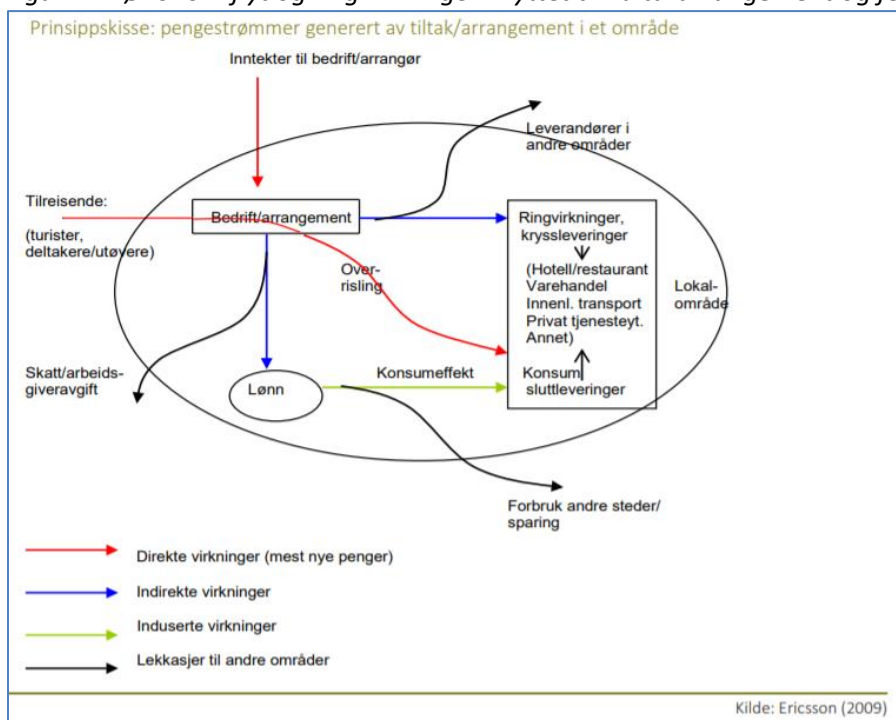 Prinsippskisse: pengestrømmer generert av tiltak/arrangement i et område
Inntekter til bedrift/arrangør
Leverandører i
andre områder
Tilreisende:
(turister,
deltakere/utøvere)
Bedrift/arrangement
Ringvirkninger,
kryssleveringer
(Hotell/restaurant
Varehandel
Innenl. transport
Privat tjenesteyt.
Annet)
Konsum
sluttleveringer
Lokal-
område
Over-
risling
Skatt/arbeids-
giveravgift
Lønn
Konsumeffekt
Forbruk andre steder/
sparing
Direkte virkninger (mest nye penger)
Indirekte virkninger
Induserte virkninger
Lekkasjer til andre områder
Kilde: Ericsson (2009)